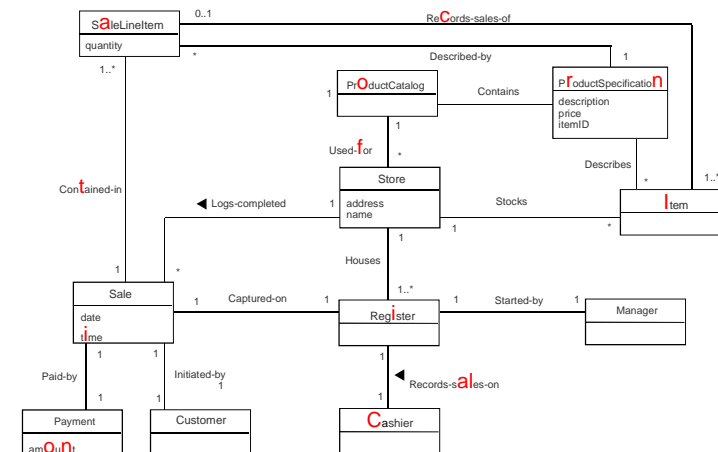 0..1
ReCords-sales-of
SaleLineItem
quantity
*
Described-by
1
1..*
ProductCatalog
1
Contains
ProductSpecification
description
price
itemID
1
Used-for
*
Describes
*
1..*
Contained-in
Store
address
name
Item
Logs-completed
1
Stocks
1
*
1
Houses
1
*
Sale
date
time
1
Captured-on
1
1..*
Register
1
Started-by
1
Manager
1
1
1
Paid-by
Initiated-by
1
Records-sales-on
1
1
1
Payment
amount
Customer
Cashier